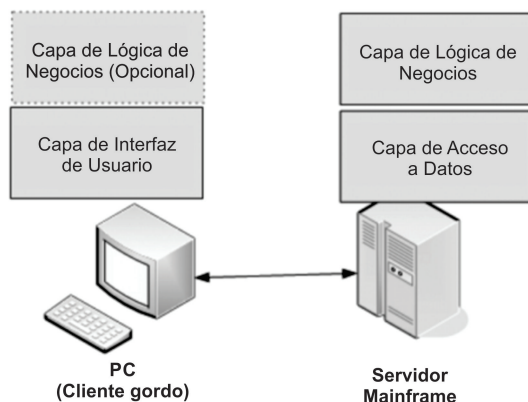 Capa de Lógica de
Negocios (Opcional)
Capa de Interfaz
de Usuario
PC
(Cliente gordo)
Capa de Lógica de
Negocios
Capa de Acceso
a Datos
Servidor
Mainframe